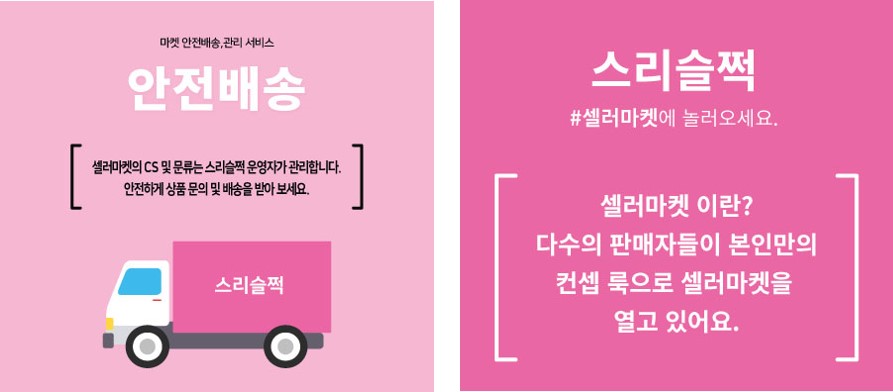 마켓 안전배송,관리 서비스
안전배송
셀러마켓의 CS 및 문류는 스리슬쩍 운영자가 관리합니다.
안전하게 상품 문의 및 배송을 받아 보세요.
스리슬쩍
스리슬쩍
#셀러마켓에 놀러오세요.
셀러마켓 이란?
다수의 판매자들이 본인만의
컨셉 룩으로 셀러마켓을
열고 있어요.